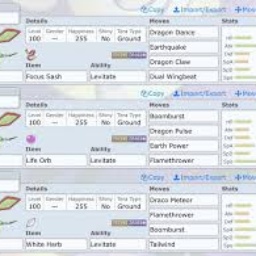 Copy Import/Export Move
Details Moves Stats
Level Gender Happiness Shiny Tera Type
100 — 255 No Ground
Dragon Dance
Earthquake
Dragon Claw
Dual Wingbeat
Item Ability
Focus Sash Levitate
HP
Atk
Def
SpA
SpD
Spe
Copy Import/Export Move
Details Moves Stats
Level Gender Happiness Shiny Tera Type
100 — 255 No Ground
Boomburst
Dragon Pulse
Earth Power
Flamethrower
Item Ability
Life Orb Levitate
HP
Atk
Def
SpA
SpD
Spe
Copy Import/Export Move
Details Moves Stats
Level Gender Happiness Shiny Tera Type
100 — 255 No Ground
Draco Meteor
Flamethrower
Boomburst
Tailwind
Item Ability
White Herb Levitate
HP
Atk
Def
SpA
SpD